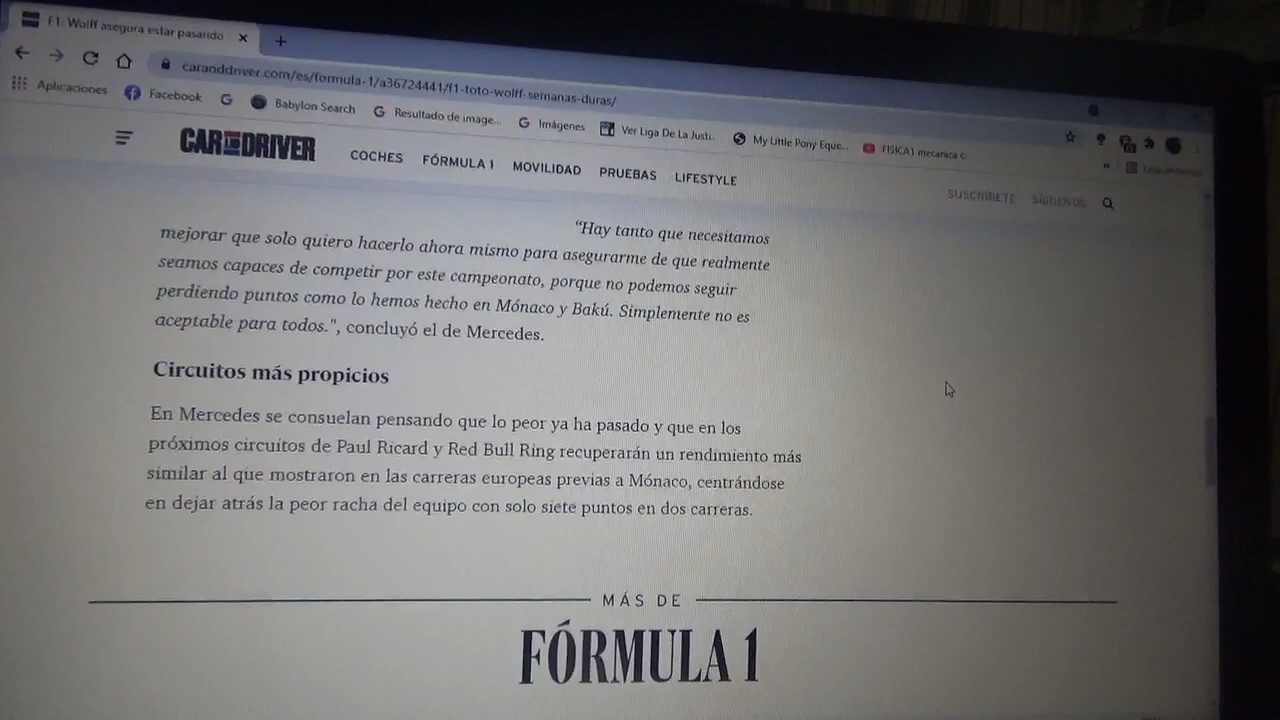 F1: Wolff asegura estar pasando
caranddriver.com/es/formula-1/a36724441/f1-toto-wolff-semanas-duras/
Aplicaciones Facebook Babylon Search Resultado de image... Imágenes Ver Liga De La Justi... My Little Pony Eque... FISICA1 mecanica c
CAR AND DRIVER COCHES FÓRMULA 1 MOVILIDAD PRUEBAS LIFESTYLE
SUSCRÍBETE SÍGUENOS
“Hay tanto que necesitamos
mejorar que solo quiero hacerlo ahora mismo para asegurarme de que realmente
seamos capaces de competir por este campeonato, porque no podemos seguir
perdiendo puntos como lo hemos hecho en Mónaco y Bakú. Simplemente no es
aceptable para todos.", concluyó el de Mercedes.
Circuitos más propicios
En Mercedes se consuelan pensando que lo peor ya ha pasado y que en los
próximos circuitos de Paul Ricard y Red Bull Ring recuperarán un rendimiento más
similar al que mostraron en las carreras europeas previas a Mónaco, centrándose
en dejar atrás la peor racha del equipo con solo siete puntos en dos carreras.
MÁS DE
FÓRMULA 1